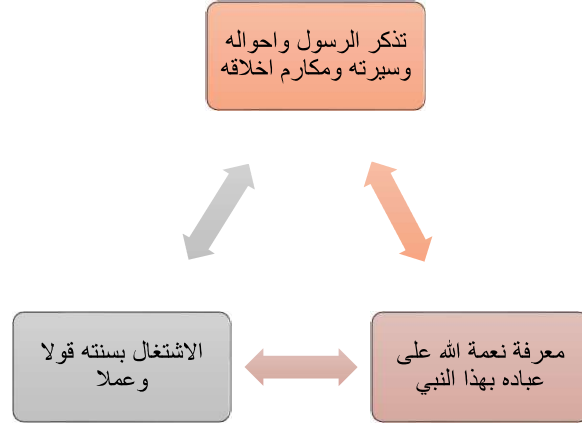 تذكر الرسول واحواله
وسيرته ومكارم اخلاقه
معرفة نعمة الله على
عباده بهذا النبي
الاشتغال بسنته قولا
وعملا